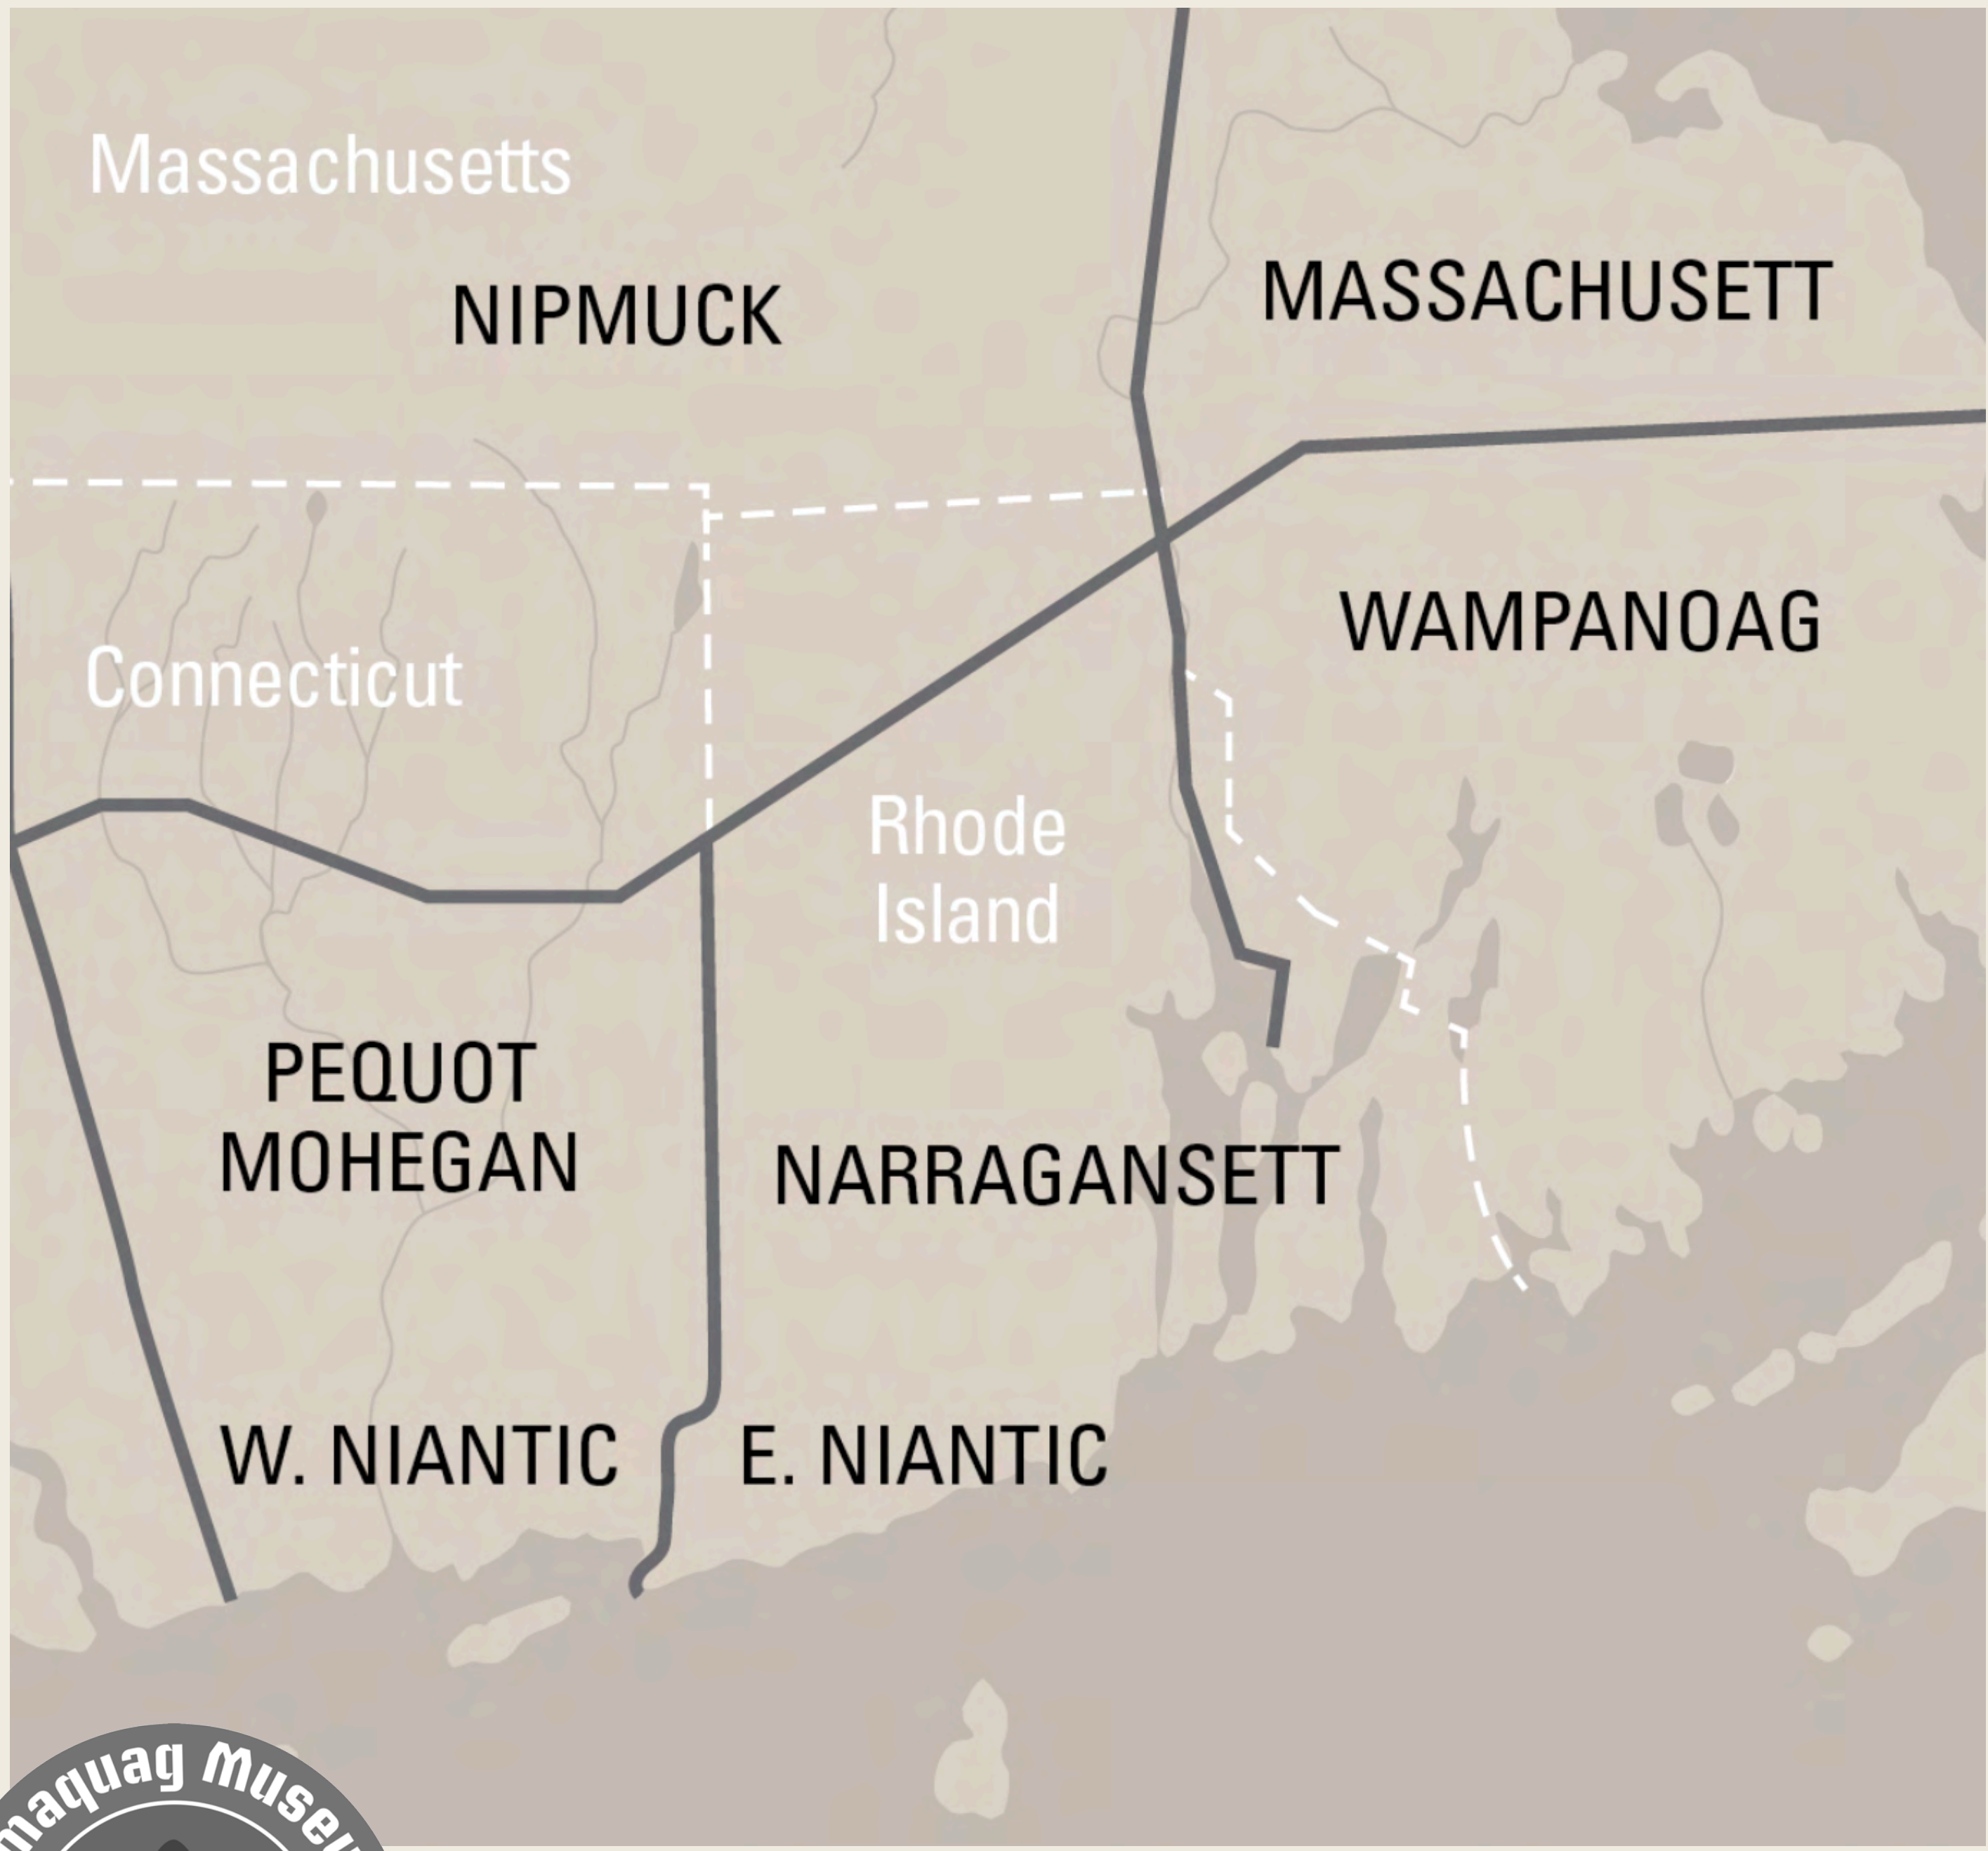 Massachusetts
NIPMUCK
MASSACHUSETT
WAMPANOAG
Connecticut
Rhode
Island
PEQUOT
MOHEGAN
NARRAGANSETT
W. NIANTIC
E. NIANTIC